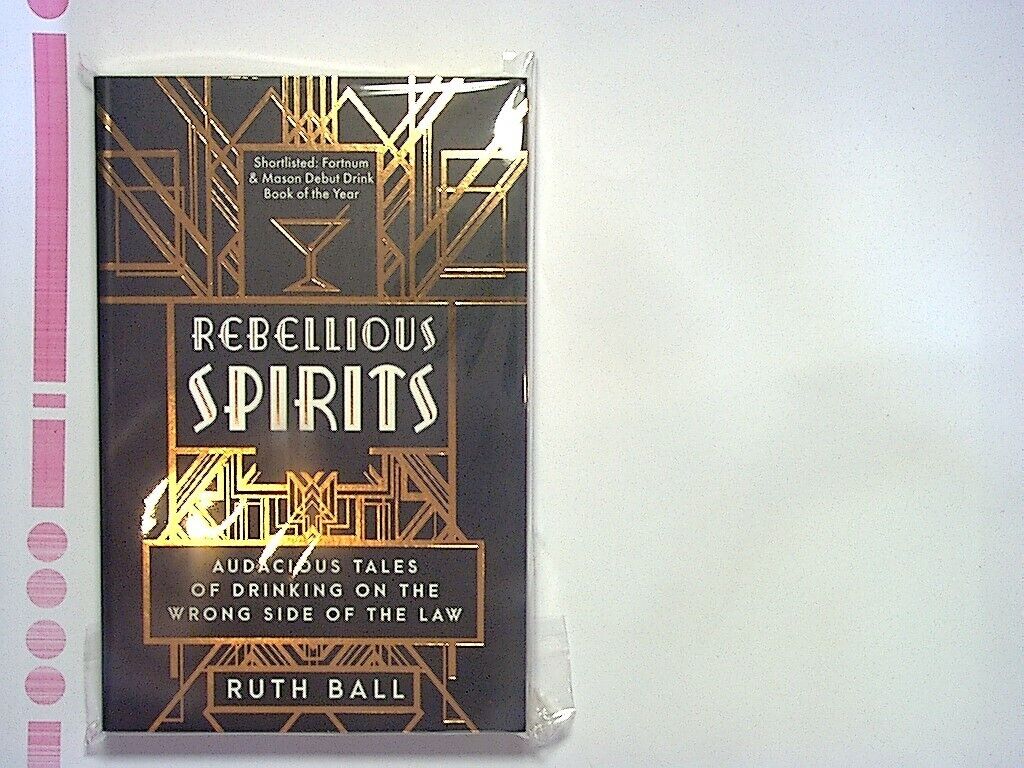 Shortlisted: Fortnum
& Mason Debut Drink
Book of the Year
REBELLIOUS
SPIRITS
AUDACIOUS TALES
OF DRINKING ON THE
WRONG SIDE OF THE LAW
RUTH BALL